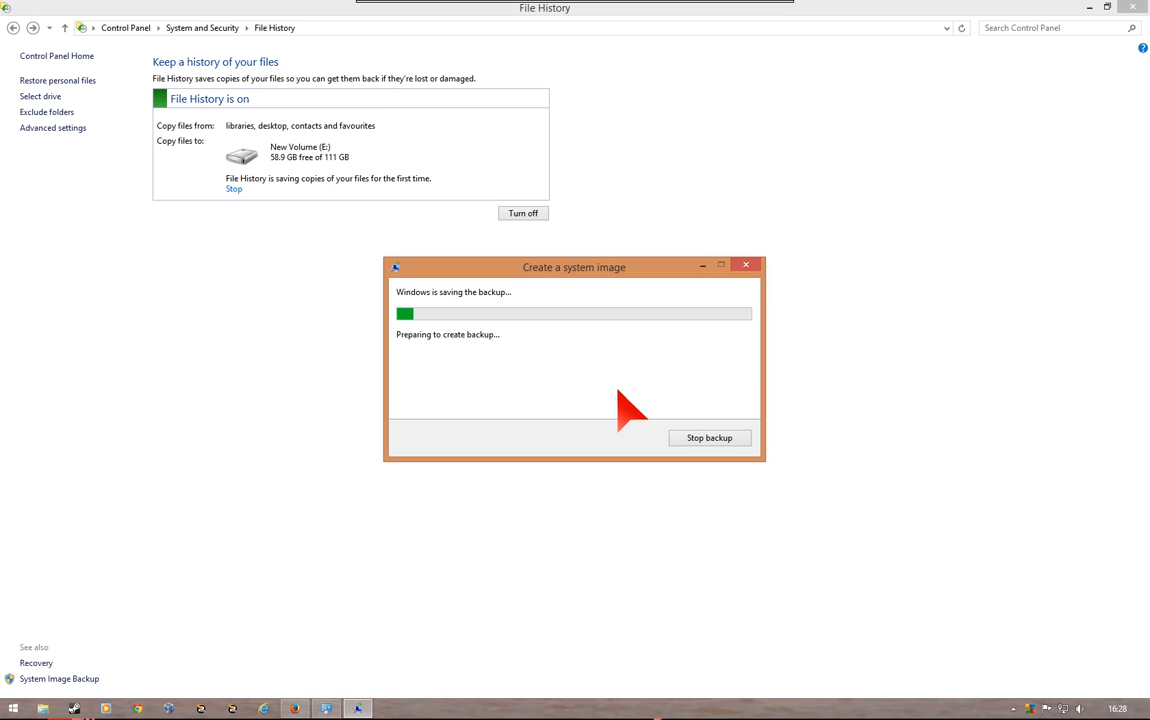 File History
Control Panel
System and Security
File History
Search Control Panel
Control Panel Home
Restore personal files
Select drive
Exclude folders
Advanced settings
Keep a history of your files
File History saves copies of your files so you can get them back if they're lost or damaged.
File History is on
Copy files from: libraries, desktop, contacts and favourites
Copy files to:
New Volume (E:)
58.9 GB free of 111 GB
File History is saving copies of your files for the first time.
Stop
Turn off
Create a system image
Windows is saving the backup...
Preparing to create backup...
Stop backup
See also
Recovery
System Image Backup
16:28